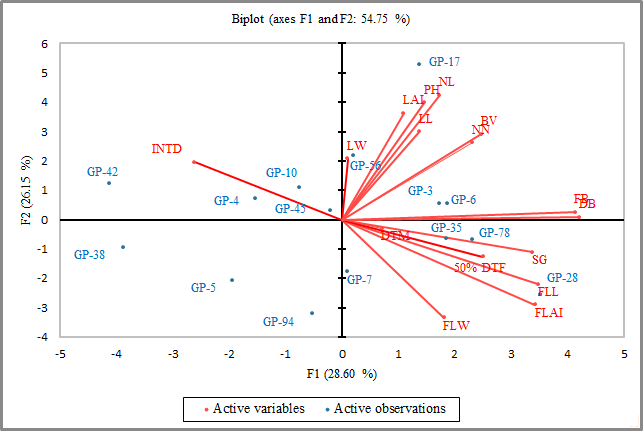 Biplot (axes F1 and F2: 54.75 %)
6
GP-17
5
NL
PH
4
LAI
BV
LL
3
NN
LW
INTD
2
GP-56
GP-42
GP-10
FB
1
GP-4
GP-45
GP-3
GP-6
DB
0
DTM
GP-35
GP-78
-1
GP-38
SG
50% DTF
GP-28
GP-5
GP-7
FLL
-2
FLAI
-3
GP-94
FLW
-4
-5
-4
-3
-2
-1
0
1
2
3
4
5
F2 (26.15 %)
F1 (28.60 %)
Active variables
Active observations